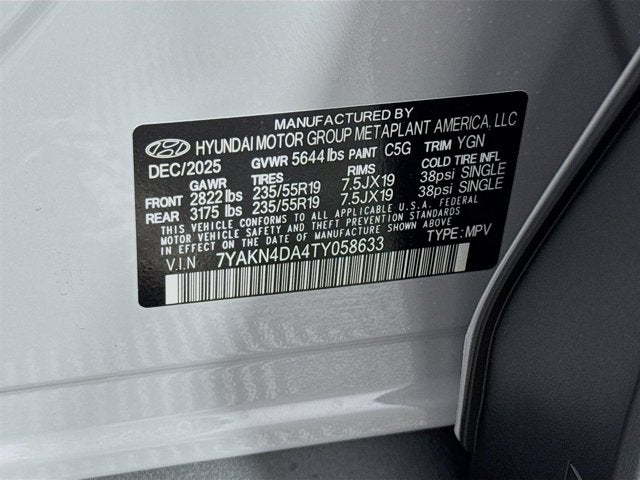 MANUFACTURED BY
HYUNDAI MOTOR GROUP METAPLANT AMERICA, LLC
DEC/2025 GVWR 5644 lbs PAINT C5G TRIM YGN
GAWR TIRES RIMS COLD TIRE INFL
FRONT 2822 lbs 235/55R19 7.5JX19 38psi SINGLE
REAR 3175 lbs 235/55R19 7.5JX19 38psi SINGLE
THIS VEHICLE CONFORMS TO ALL APPLICABLE U.S.A. FEDERAL
MOTOR VEHICLE SAFETY AND THEFT PREVENTION STANDARDS
IN EFFECT ON THE DATE OF MANUFACTURE SHOWN ABOVE.
V.I.N 7YAKN4DA4TY058633 TYPE : MPV